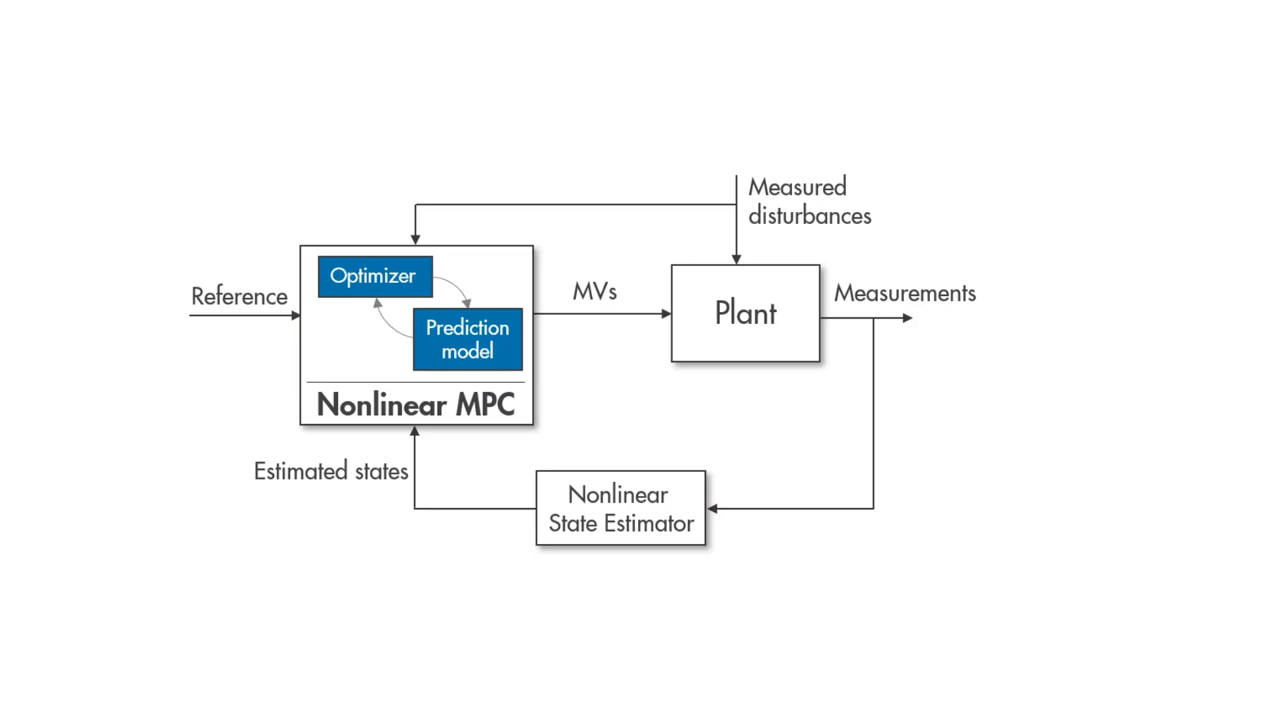 Measured
disturbances
Optimizer
Reference
MVs
Plant
Measurements
Prediction
model
Nonlinear MPC
Estimated states
Nonlinear
State Estimator